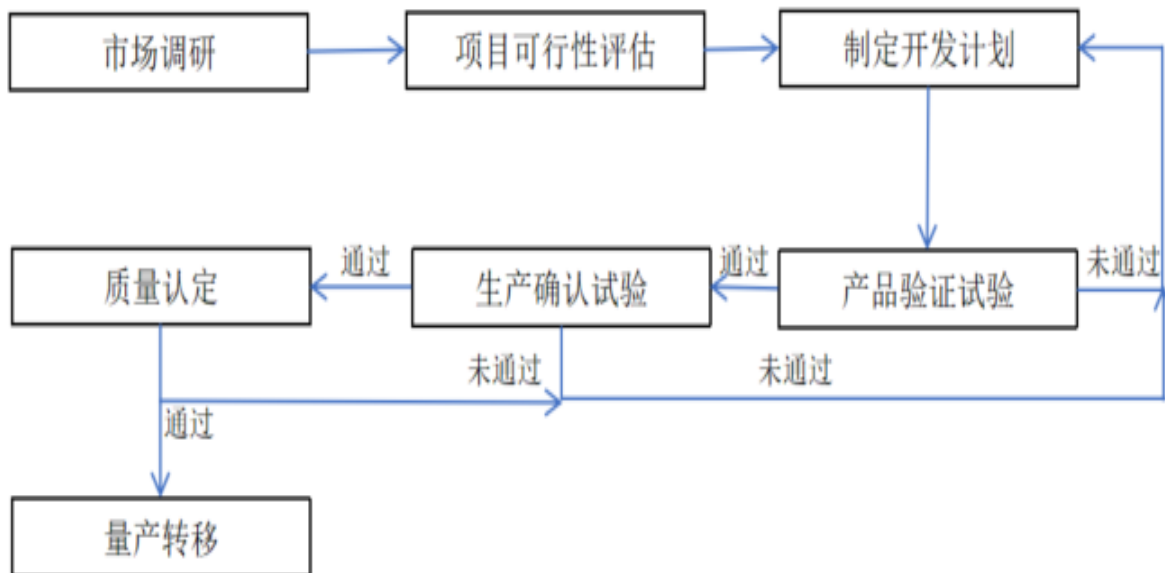 市场调研
项目可行性评估
制定开发计划
质量认定
通过
生产确认试验
通过
产品验证试验
未通过
未通过
未通过
通过
量产转移